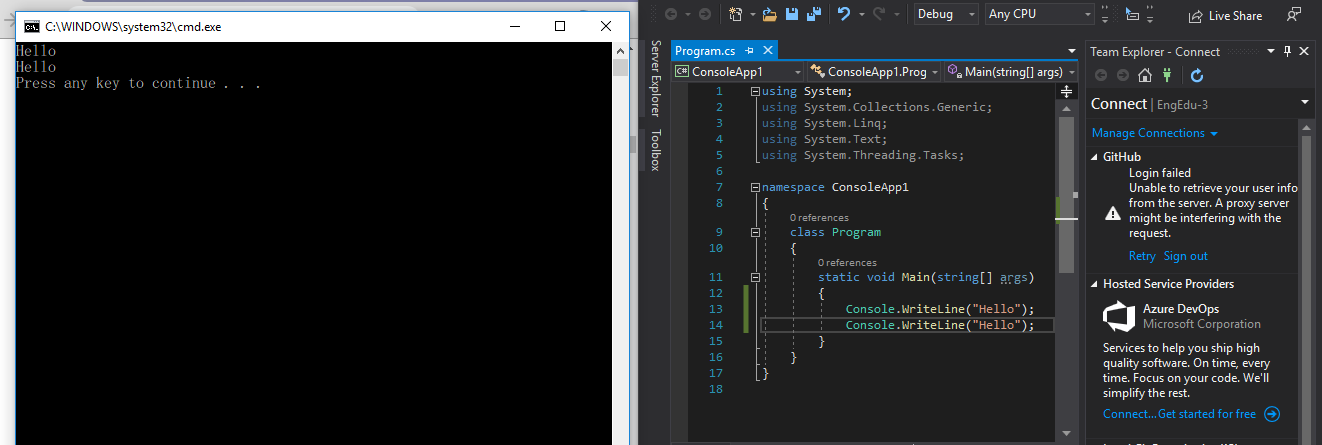 C:\WINDOWS\system32\cmd.exe
Hello
Hello
Press any key to continue . . .
Debug
Any CPU
Live Share
Server Explorer
Toolbox
Program.cs
ConsoleApp1
ConsoleApp1.Prog
Main(string[] args)
1 using System;
2 using System.Collections.Generic;
3 using System.Linq;
4 using System.Text;
5 using System.Threading.Tasks;
6
7 namespace ConsoleApp1
8 {
0 references
9 class Program
10 {
0 references
11 static void Main(string[] args)
12 {
13 Console.WriteLine("Hello");
14 Console.WriteLine("Hello");
15 }
16 }
17 }
18
Team Explorer - Connect
Connect | EngEdu-3
Manage Connections
GitHub
Login failed
Unable to retrieve your user info
from the server. A proxy server
might be interfering with the
request.
Retry Sign out
Hosted Service Providers
Azure DevOps
Microsoft Corporation
Services to help you ship high
quality software. On time, every
time. Focus on your code. We'll
simplify the rest.
Connect... Get started for free